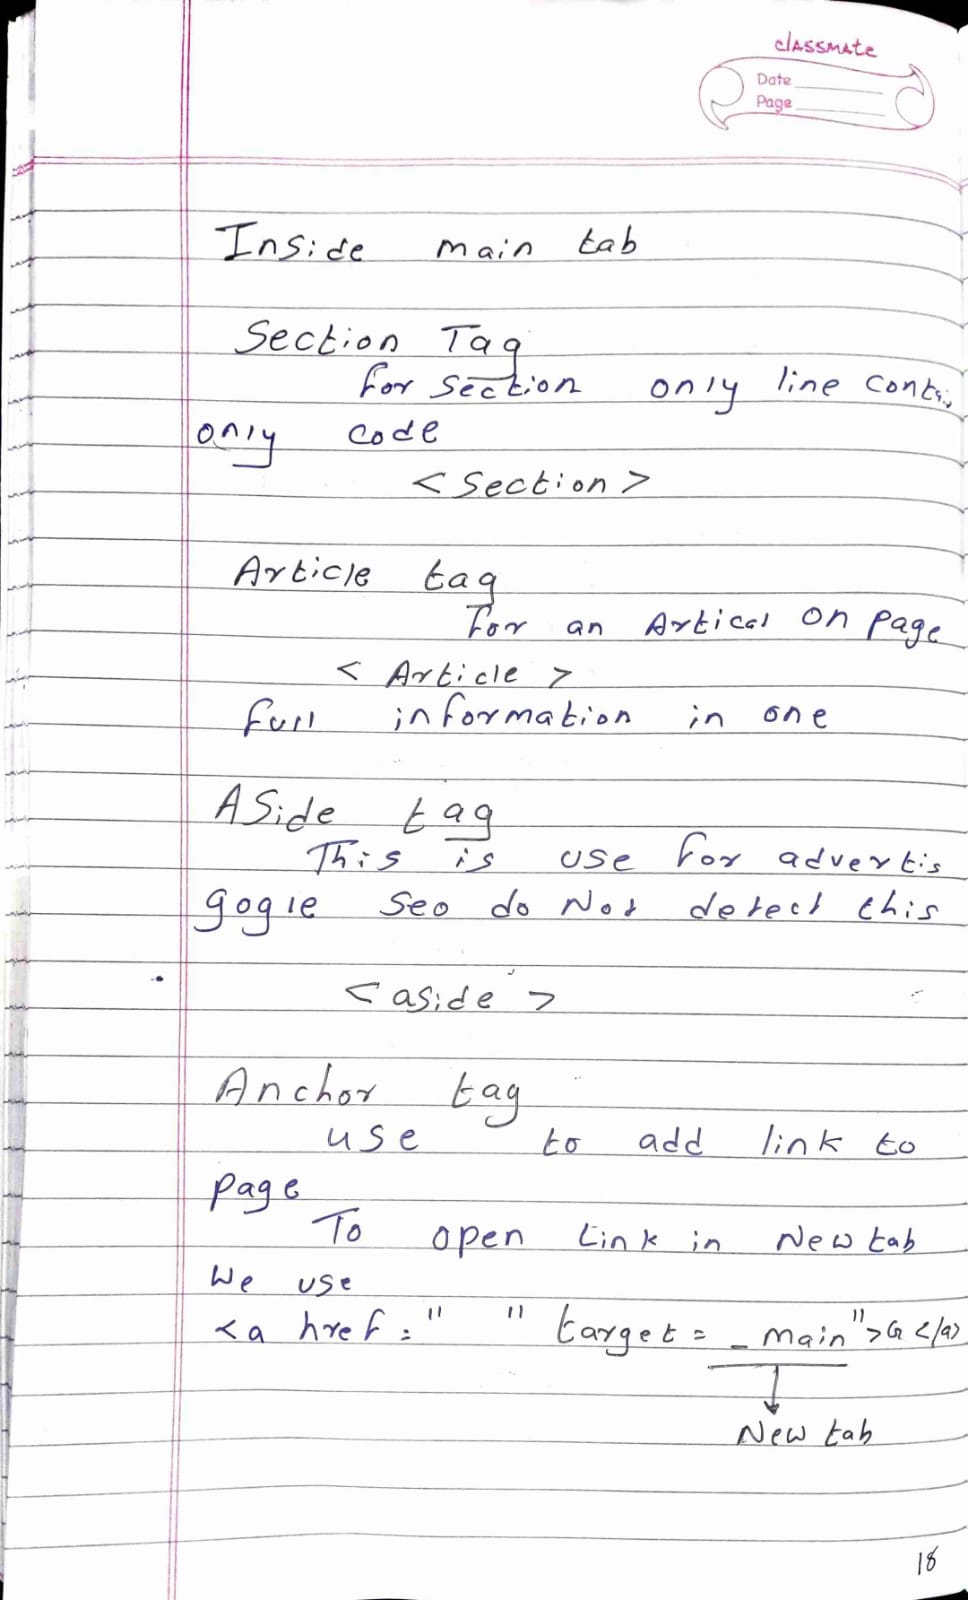 classmate
Date
Page
Inside main tab
Section Tag
for section only line
only code
<Section>
Article tag
For an Artical on page
< Article >
full information in one
ASide tag
This is use for advertis
gogle Seo do Not detect this
<aside>
Anchor tag
use to add link to
page
To open Link in New tab
We use
<a href=" " target= _main"> </a>
New tab
18